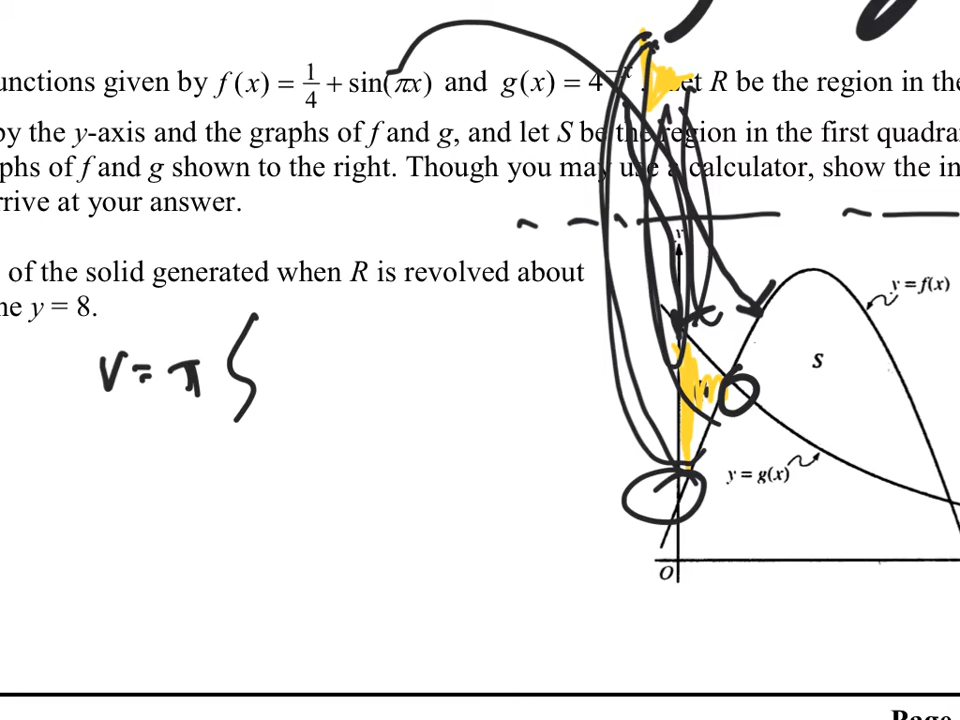 unctions given by f(x) = 1/4 + sin(πx) and g(x) = 4^-x. Let R be the region in the
by the y-axis and the graphs of f and g, and let S be the region in the first quadra
phs of f and g shown to the right. Though you may use a calculator, show the in
rrive at your answer.
of the solid generated when R is revolved about
ne y = 8.
V = π ∫
y
y = f(x)
S
y = g(x)
O
Page